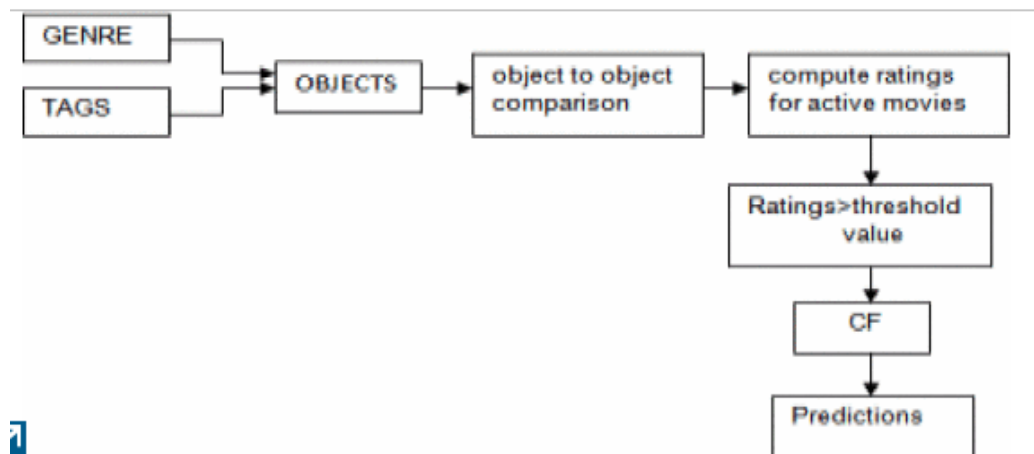 GENRE
TAGS
OBJECTS
object to object
comparison
compute ratings
for active movies
Ratings>threshold
value
CF
Predictions